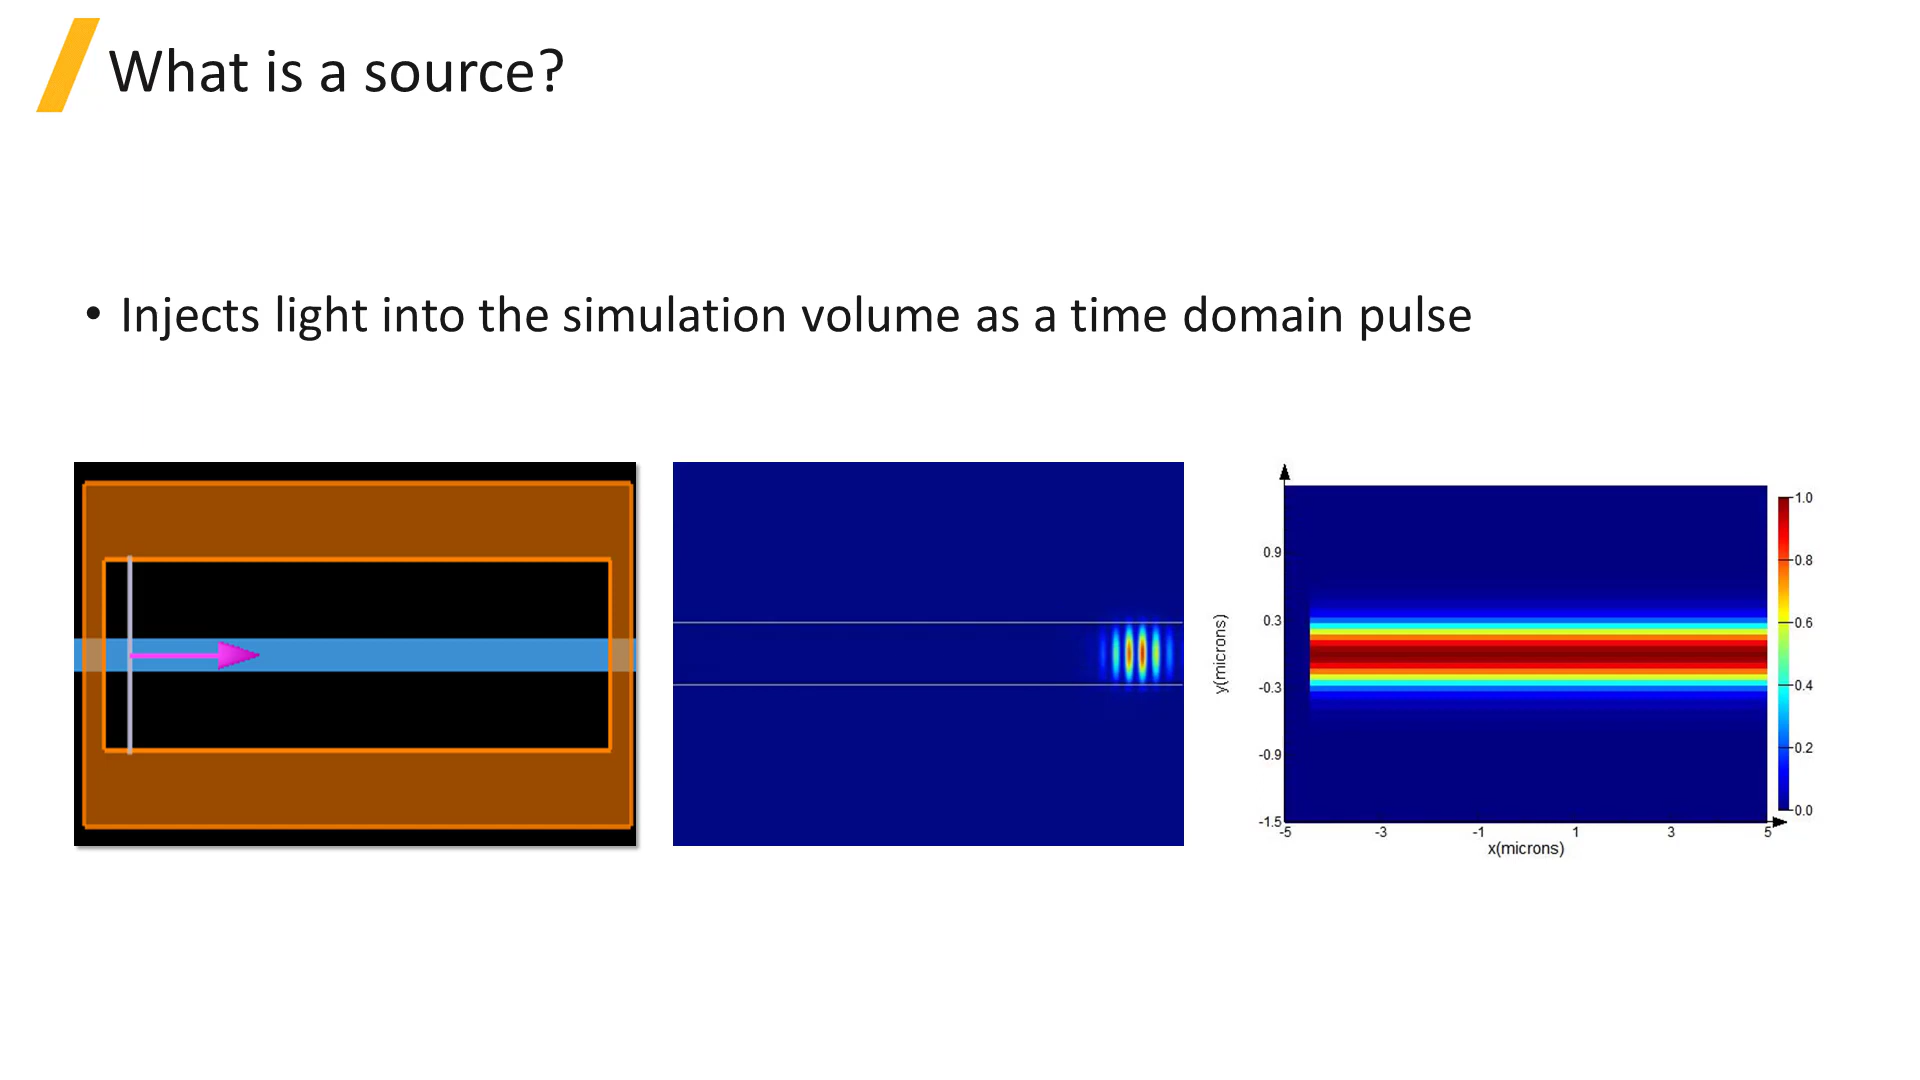 What is a source?
• Injects light into the simulation volume as a time domain pulse
y(microns)
0.9
0.3
-0.3
-0.9
-1.5
-5 -3 -1 1 3 5
x(microns)
1.0
0.8
0.6
0.4
0.2
0.0